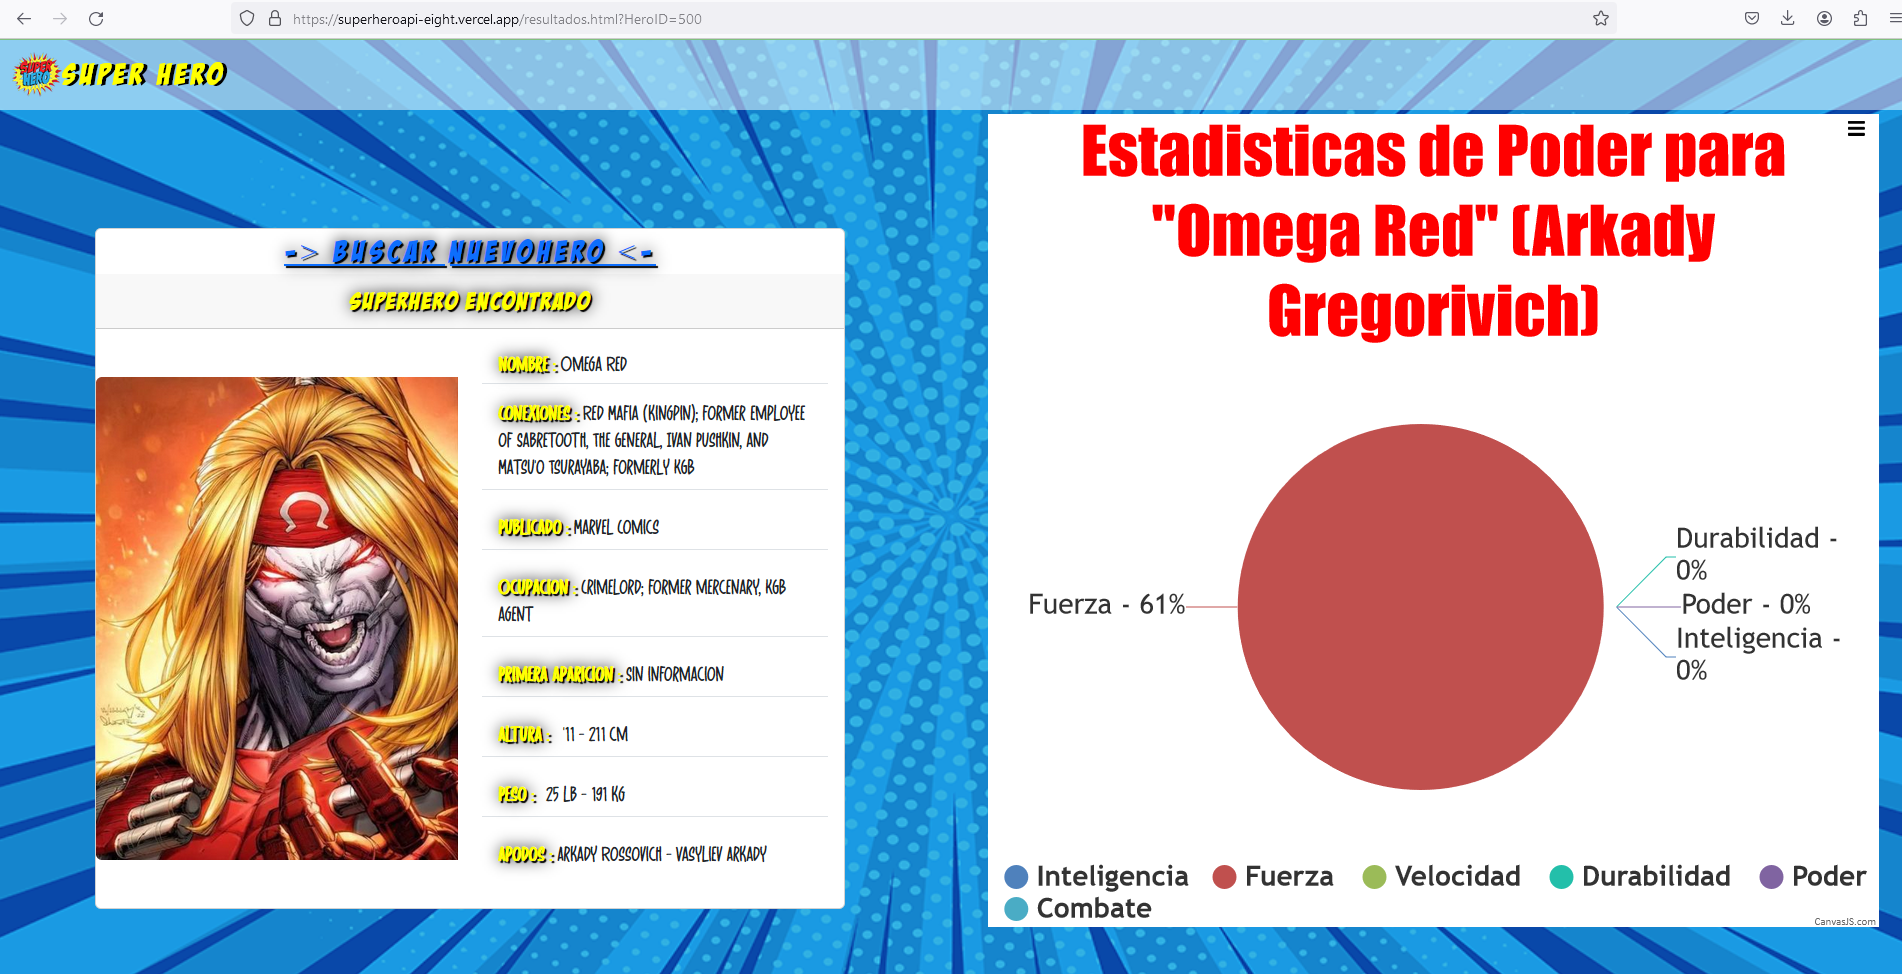 https://superheroapi-eight.vercel.app/resultados.html?HeroID=500
SUPER HERO
SUPER HERO
-> BUSCAR NUEVOHERO <-
SUPERHERO ENCONTRADO
NOMBRE : OMEGA RED
CONEXIONES : RED MAFIA (KINGPIN); FORMER EMPLOYEE
OF SABRETOOTH, THE GENERAL, IVAN PUSHKIN, AND
MATSU'O TSURAYABA; FORMERLY KGB
PUBLICADO : MARVEL COMICS
OCUPACION : CRIMELORD; FORMER MERCENARY, KGB
AGENT
PRIMERA APARICION : SIN INFORMACION
ALTURA : '11 - 211 CM
PESO : 25 LB - 191 KG
APODOS : ARKADY ROSSOVICH - VASYLIEV ARKADY
Estadisticas de Poder para
"Omega Red" (Arkady
Gregorivich)
Fuerza - 61%
Durabilidad -
0%
Poder - 0%
Inteligencia -
0%
Inteligencia Fuerza Velocidad Durabilidad Poder
Combate
CanvasJS.com